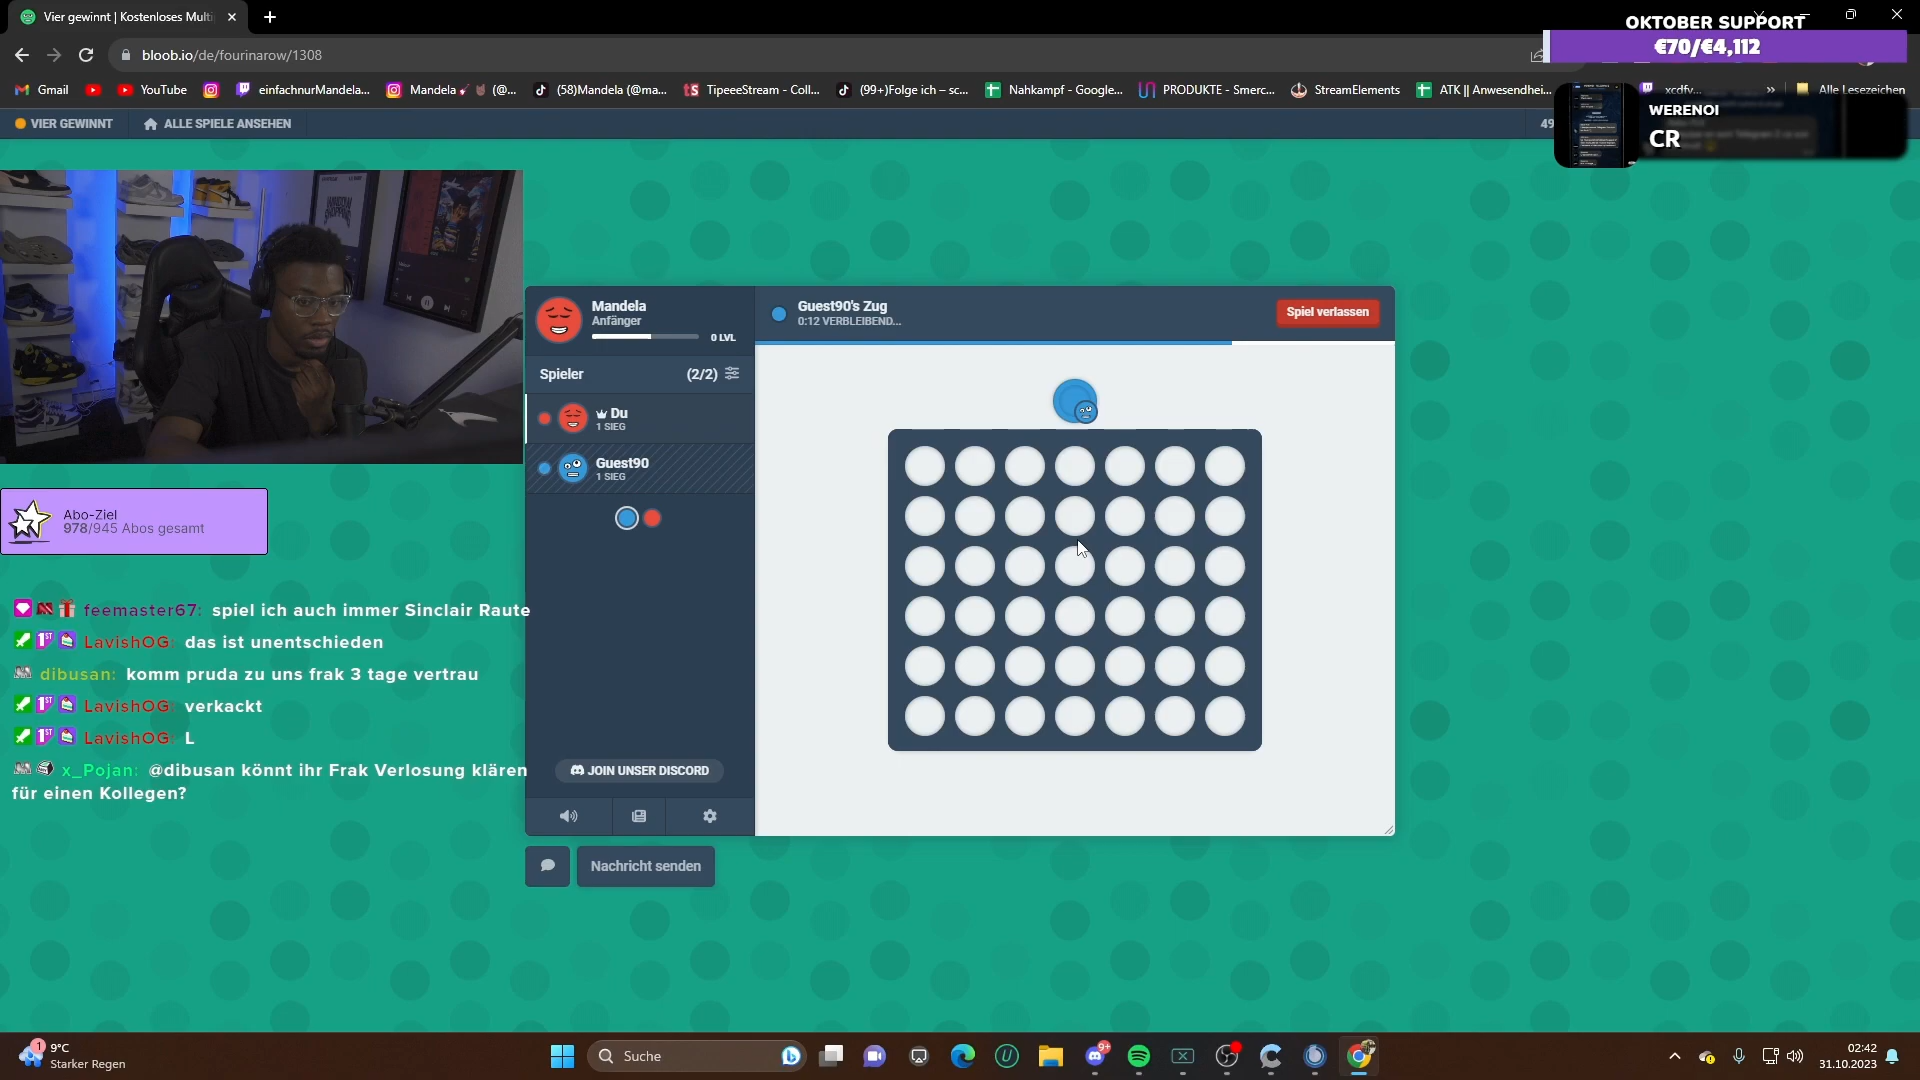 Vier gewinnt | Kostenloses Multi
OKTOBER SUPPORT
€70/€4,112
bloob.io/de/fourinarow/1308
Gmail
YouTube
einfachnurMandela...
Mandela
(@...
(58)Mandela (@ma...
TipeeeStream - Coll...
(99+)Folge ich – sc...
Nahkampf - Google...
PRODUKTE - Smerc...
StreamElements
ATK || Anwesendhei...
xcdfv...
»
Alle Lesezeichen
VIER GEWINNT
ALLE SPIELE ANSEHEN
49
WERENOI
CR
Mandela
Anfänger
0 LVL
Guest90's Zug
0:12 VERBLEIBEND...
Spiel verlassen
Spieler
(2/2)
Du
1 SIEG
Guest90
1 SIEG
Abo-Ziel
978/945 Abos gesamt
feemaster67: spiel ich auch immer Sinclair Raute
LavishOG: das ist unentschieden
dibusan: komm pruda zu uns frak 3 tage vertrau
LavishOG: verkackt
LavishOG: L
x_Pojan: @dibusan könnt ihr Frak Verlosung klären
für einen Kollegen?
JOIN UNSER DISCORD
Nachricht senden
1
9°C
Starker Regen
Suche
9+
02:42
31.10.2023